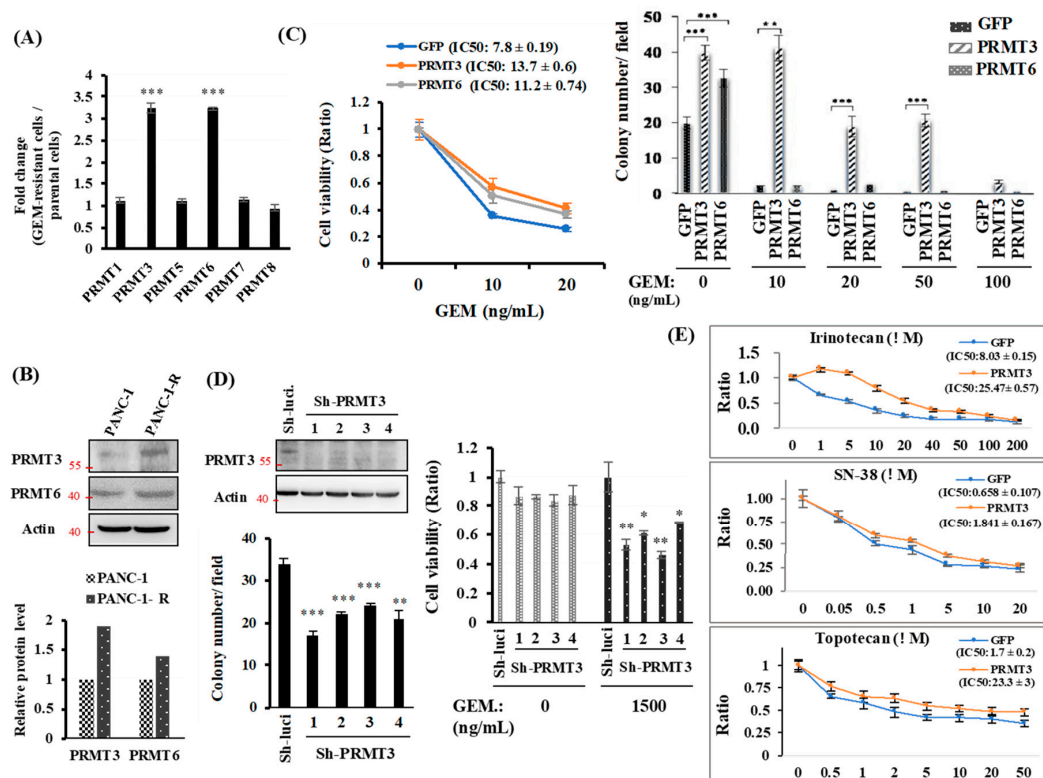 (A)
Fold change
(GEM-resistant cells /
parental cells)
4
3.5
3
2.5
2
1.5
1
0.5
0
***
***
PRMT1
PRMT3
PRMT5
PRMT6
PRMT7
PRMT8
(C)
GFP (IC50: 7.8 ± 0.19)
PRMT3 (IC50: 13.7 ± 0.6)
PRMT6 (IC50: 11.2 ± 0.74)
Cell viability (Ratio)
1.2
1
0.8
0.6
0.4
0.2
0
0
10
20
GEM (ng/mL)
Colony number/ field
50
40
30
20
10
0
***
***
**
***
***
GFP
PRMT3
PRMT6
GFP
PRMT3
PRMT6
GFP
PRMT3
PRMT6
GFP
PRMT3
PRMT6
GFP
PRMT3
PRMT6
GFP
PRMT3
PRMT6
GEM:
(ng/mL)
0
10
20
50
100
(B)
PANC-1
PANC-1-R
PRMT3
55
PRMT6
40
Actin
40
PANC-1
PANC-1- R
Relative protein level
2
1.5
1
0.5
0
PRMT3
PRMT6
(D)
Sh-luci.
Sh-PRMT3
1 2 3 4
PRMT3
55
Actin
40
Colony number/ field
40
30
20
10
0
***
***
***
**
Sh-luci
1 2 3 4
Sh-PRMT3
Cell viability (Ratio)
1.2
1
0.8
0.6
0.4
0.2
0
**
*
**
*
Sh-luci
1 2 3 4
Sh-PRMT3
Sh-luci
1 2 3 4
Sh-PRMT3
GEM.:
(ng/mL)
0
1500
(E)
Irinotecan (! M)
GFP
(IC50:8.03 ± 0.15)
PRMT3
(IC50:25.47± 0.57)
Ratio
1.5
1.0
0.5
0.0
0 1 5 10 20 40 50 100 200
SN-38 (! M)
GFP
(IC50:0.658 ± 0.107)
PRMT3
(IC50:1.841 ± 0.167)
Ratio
1.00
0.75
0.50
0.25
0.00
0 0.05 0.5 1 5 10 20
Topotecan (! M)
GFP
(IC50:1.7 ± 0.2)
PRMT3
(IC50:23.3 ± 3)
Ratio
1
0.75
0.5
0.25
0
0 0.5 1 2 5 10 20 50